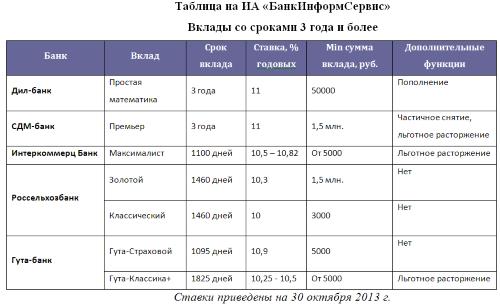 Таблица на ИА «БанкИнформСервис»
Вклады со сроками 3 года и более
Банк Вклад Срок вклада Ставка, % годовых Min сумма вклада, руб. Дополнительные функции
Дил-банк Простая математика 3 года 11 50000 Пополнение
СДМ-банк Премьер 3 года 11 1,5 млн. Частичное снятие, льготное расторжение
Интеркоммерц Банк Максималист 1100 дней 10,5 – 10,82 От 5000 Льготное расторжение
Россельхозбанк Золотой 1460 дней 10,3 1,5 млн. Нет
Классический 1460 дней 10 3000 Нет
Гута-банк Гута-Страховой 1095 дней 10,9 5000 Нет
Гута-Классика+ 1825 дней 10,25 - 10,5 От 5000 Льготное расторжение
Ставки приведены на 30 октября 2013 г.